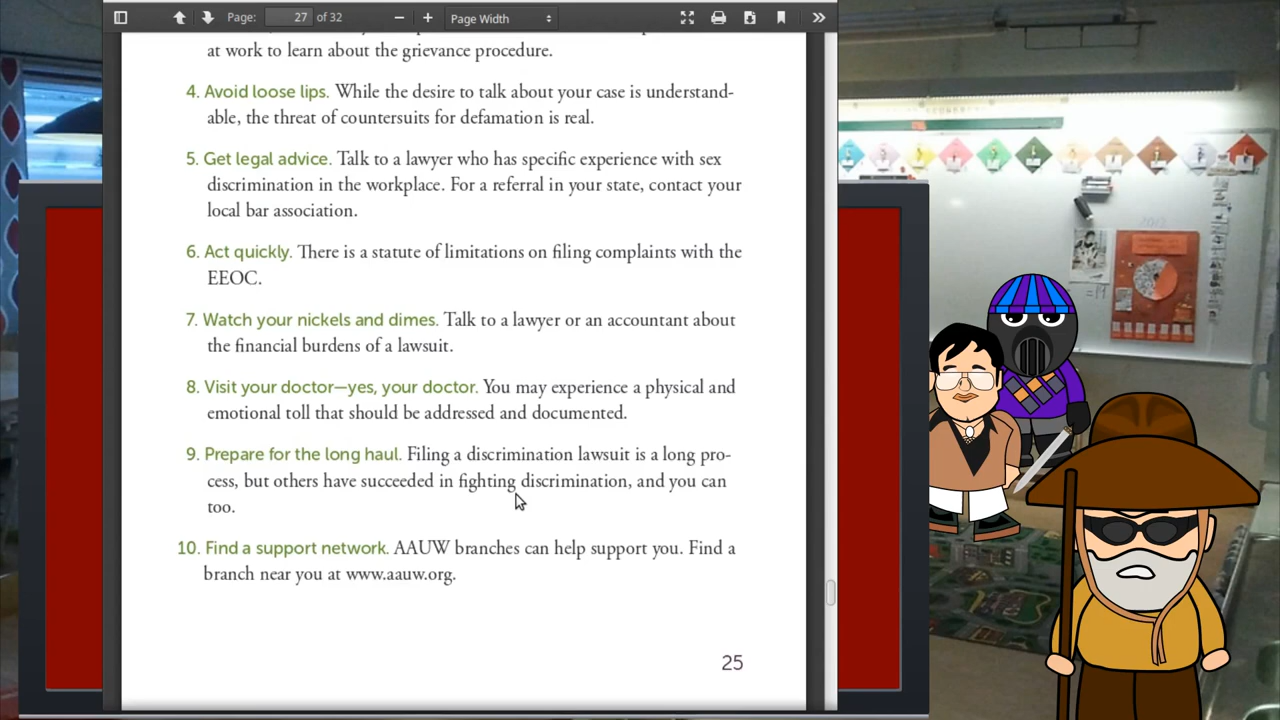 Page: 27 of 32 Page Width
at work to learn about the grievance procedure.
4. Avoid loose lips. While the desire to talk about your case is understand-
able, the threat of countersuits for defamation is real.
5. Get legal advice. Talk to a lawyer who has specific experience with sex
discrimination in the workplace. For a referral in your state, contact your
local bar association.
6. Act quickly. There is a statute of limitations on filing complaints with the
EEOC.
7. Watch your nickels and dimes. Talk to a lawyer or an accountant about
the financial burdens of a lawsuit.
8. Visit your doctor—yes, your doctor. You may experience a physical and
emotional toll that should be addressed and documented.
9. Prepare for the long haul. Filing a discrimination lawsuit is a long pro-
cess, but others have succeeded in fighting discrimination, and you can
too.
10. Find a support network. AAUW branches can help support you. Find a
branch near you at www.aauw.org.
25